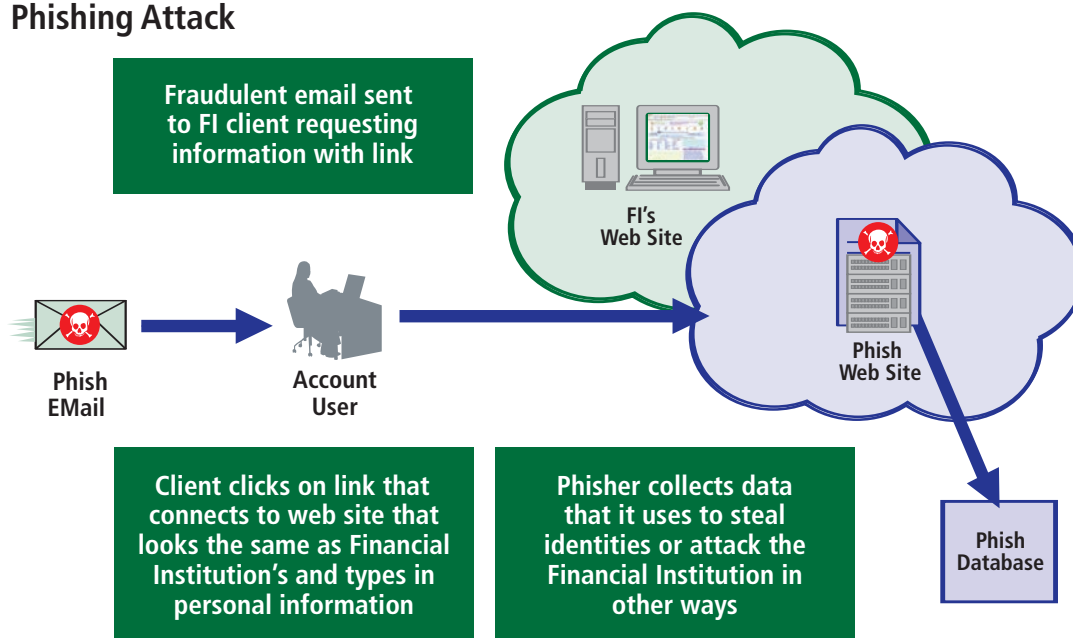 Phishing Attack
Fraudulent email sent
to FI client requesting
information with link
FI's
Web Site
Phish
EMail
Account
User
Phish
Web Site
Client clicks on link that
connects to web site that
looks the same as Financial
Institution's and types in
personal information
Phisher collects data
that it uses to steal
identities or attack the
Financial Institution in
other ways
Phish
Database